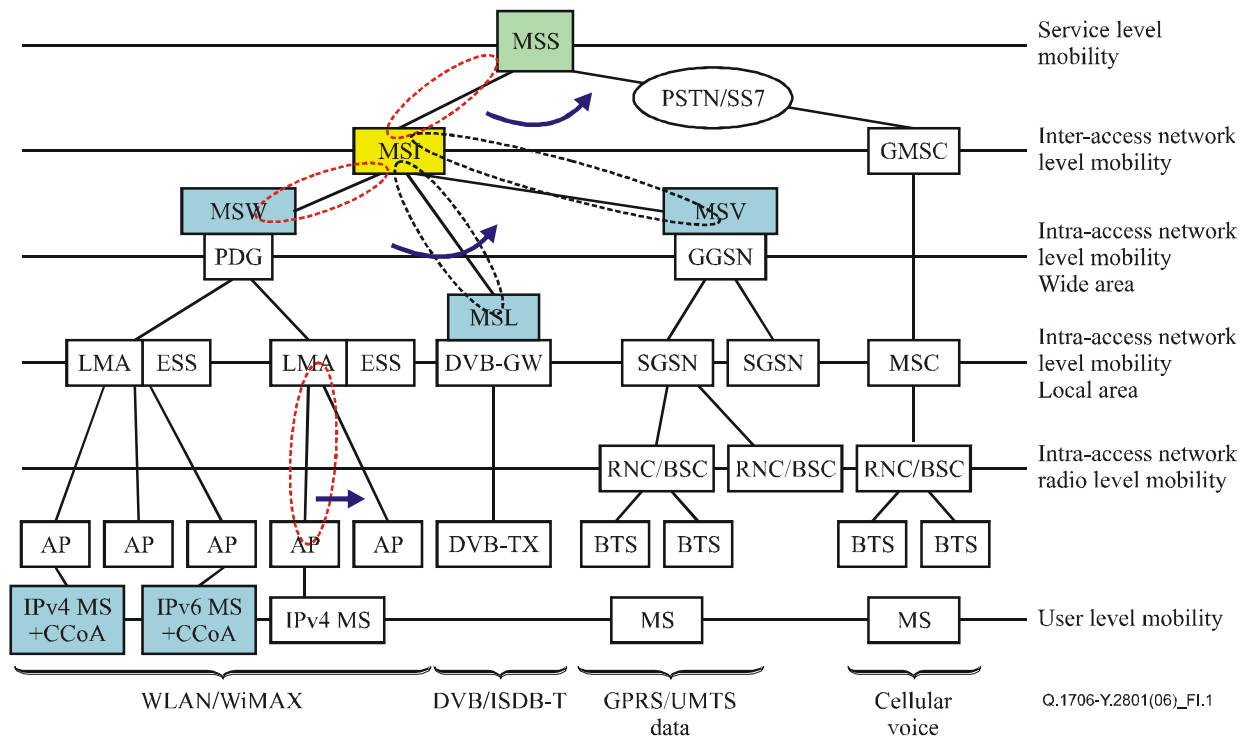 MSS
Service level
mobility
PSTN/SS7
MSI
GMSC
Inter-access network
level mobility
MSW
MSV
PDG
GGSN
Intra-access network
level mobility
Wide area
MSL
LMA
ESS
LMA
ESS
DVB-GW
SGSN
SGSN
MSC
Intra-access network
level mobility
Local area
RNC/BSC
RNC/BSC
RNC/BSC
Intra-access network
radio level mobility
AP
AP
AP
AP
AP
DVB-TX
BTS
BTS
BTS
BTS
IPv4 MS
+CCoA
IPv6 MS
+CCoA
IPv4 MS
MS
MS
User level mobility
WLAN/WiMAX
DVB/ISDB-T
GPRS/UMTS
data
Cellular
voice
Q.1706-Y.2801(06)_FI.1